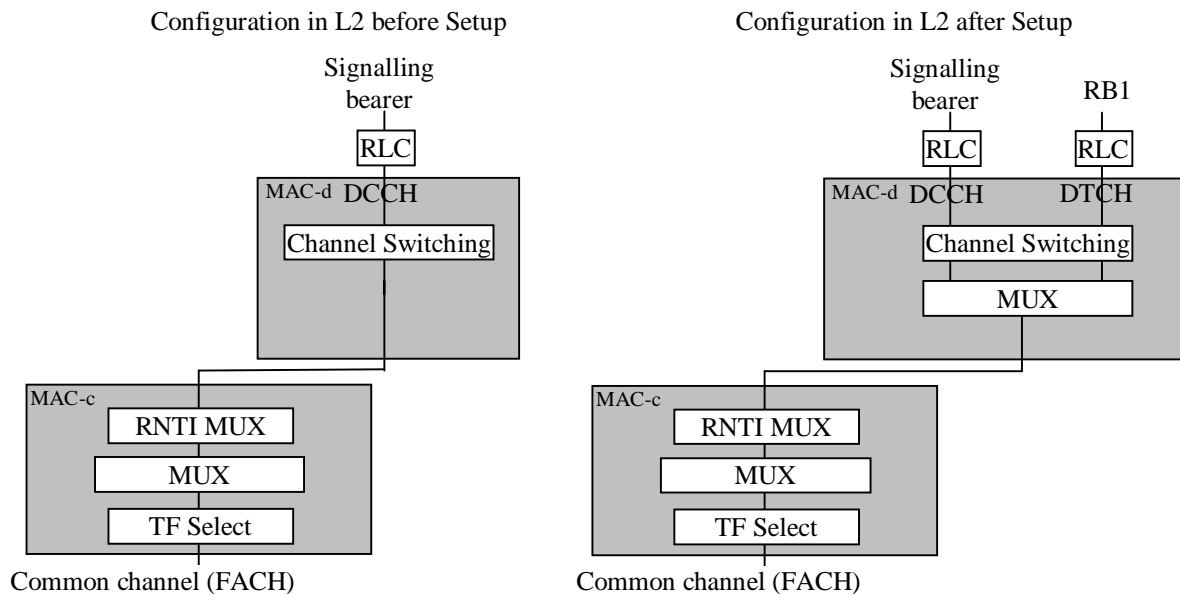 Configuration in L2 before Setup
Signalling
bearer
RLC
MAC-d DCCH
Channel Switching
MAC-c
RNTI MUX
MUX
TF Select
Common channel (FACH)
Configuration in L2 after Setup
Signalling
bearer
RB1
RLC
RLC
MAC-d DCCH
DTCH
Channel Switching
MUX
MAC-c
RNTI MUX
MUX
TF Select
Common channel (FACH)